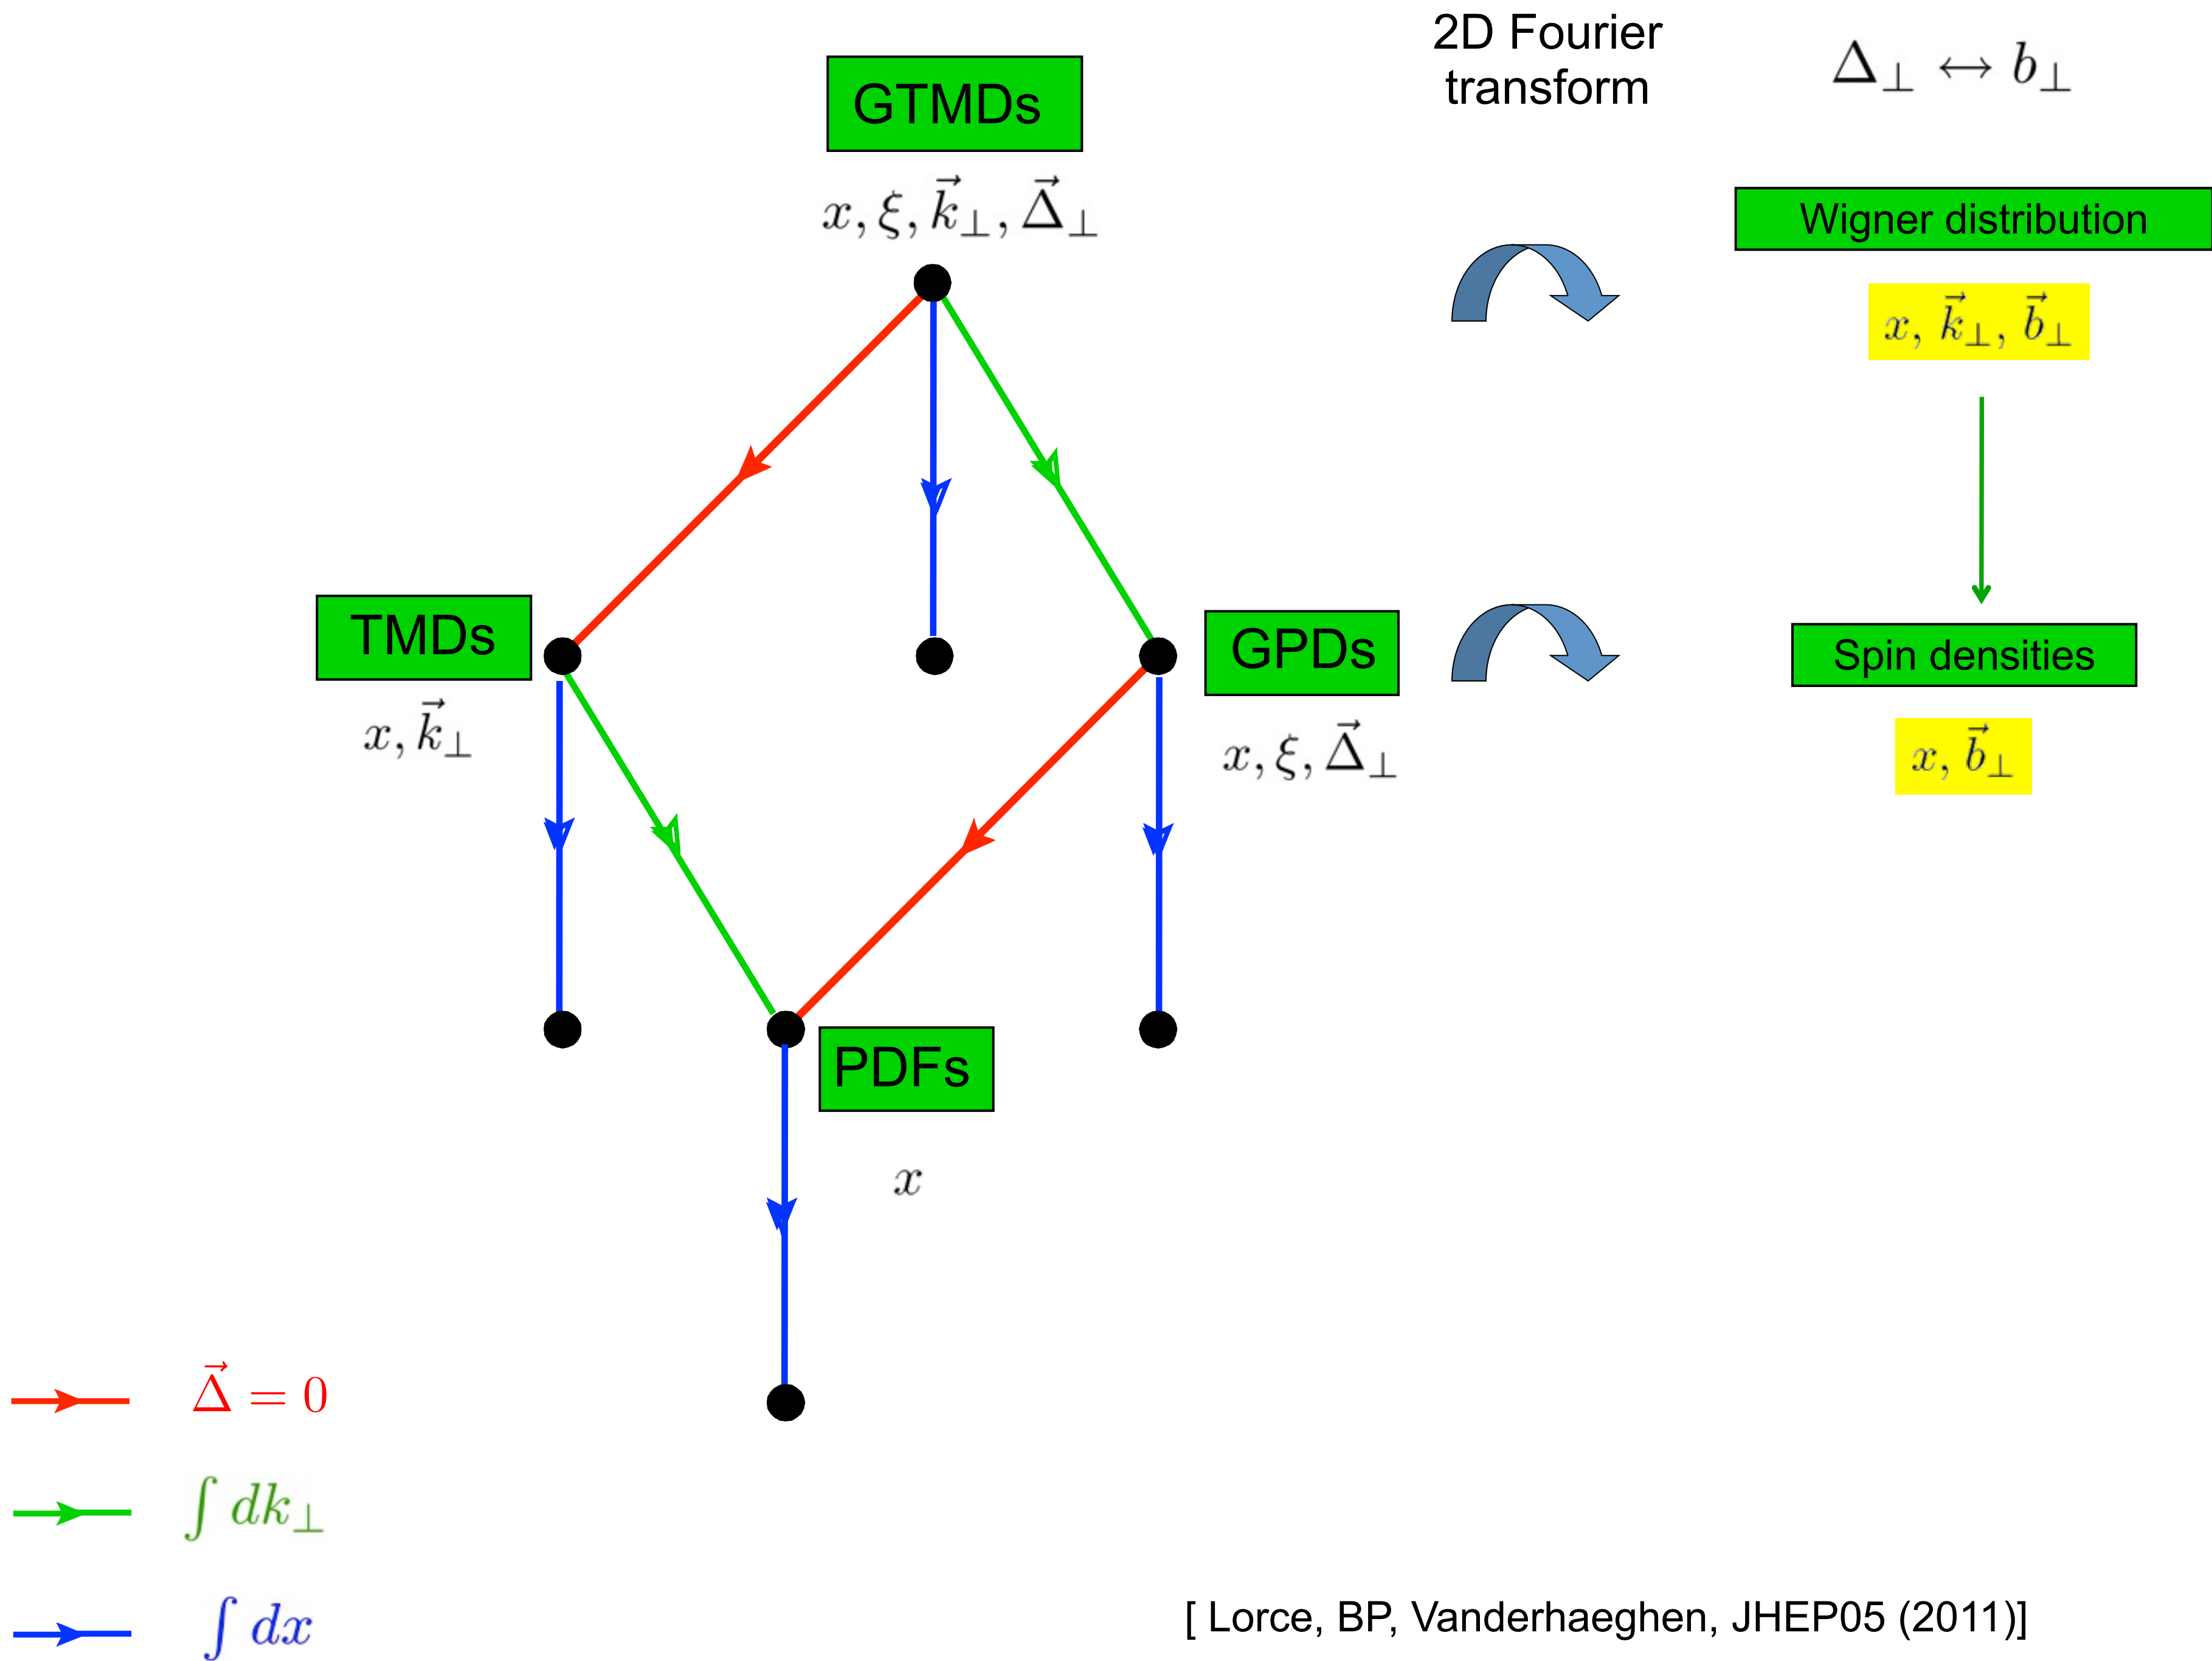 2D Fourier
transform
Δ⊥ ↔ b⊥
GTMDs
x, ξ, k⃗⊥, Δ⃗⊥
Wigner distribution
x, k⃗⊥, b⃗⊥
TMDs
x, k⃗⊥
GPDs
x, ξ, Δ⃗⊥
Spin densities
x, b⃗⊥
PDFs
x
Δ⃗ = 0
∫ dk⊥
∫ dx
[ Lorce, BP, Vanderhaeghen, JHEP05 (2011)]